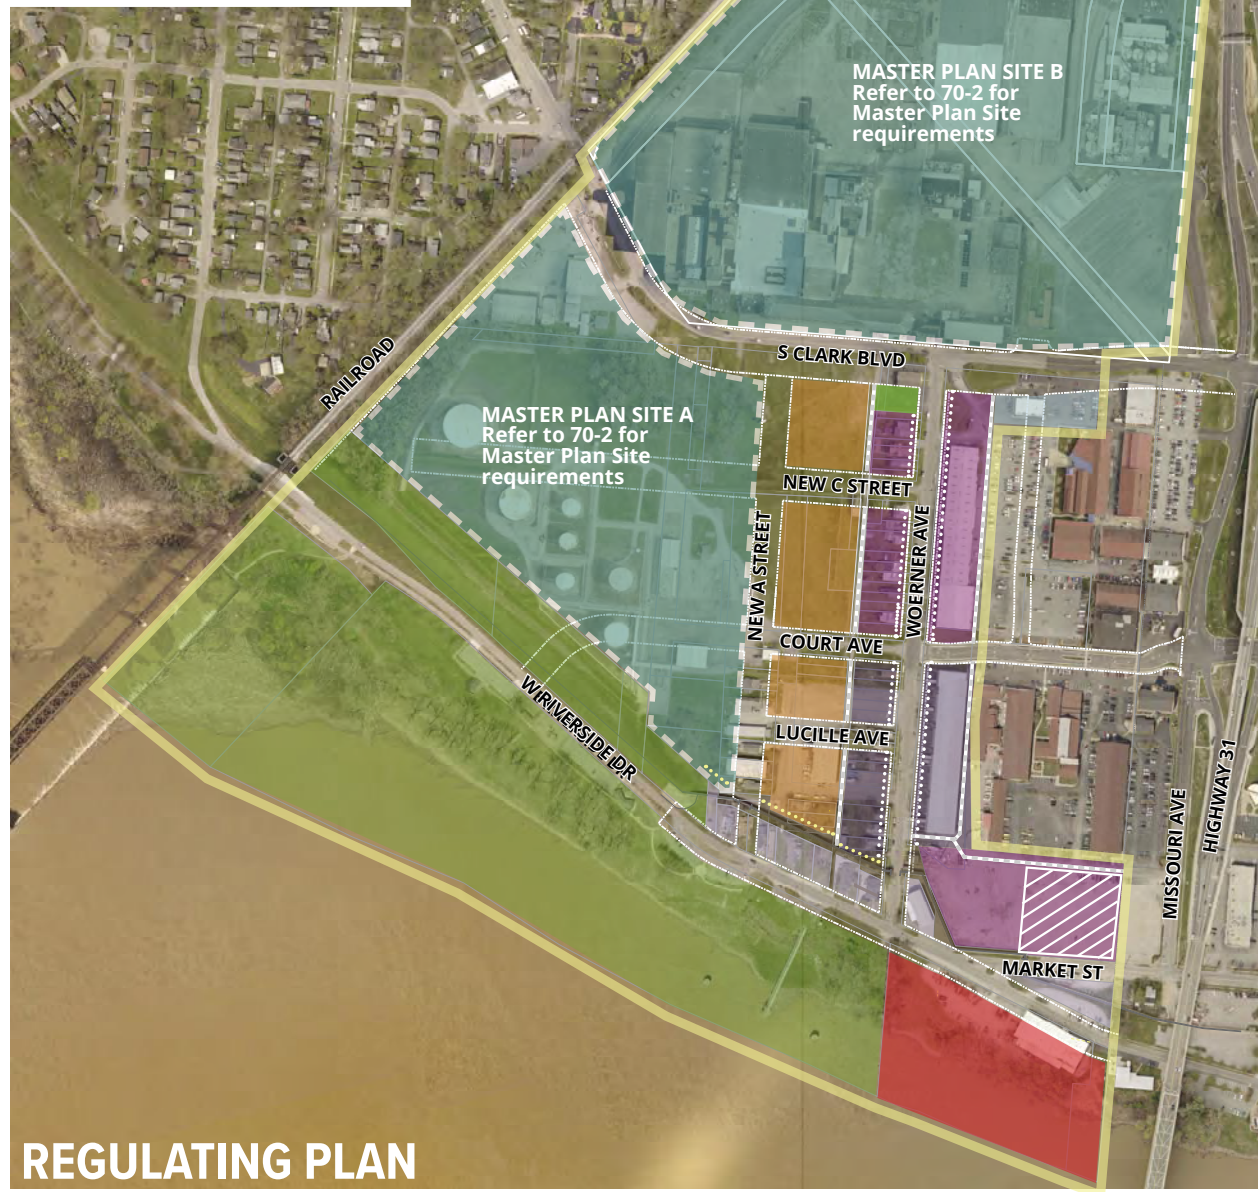 MASTER PLAN SITE B
Refer to 70-2 for
Master Plan Site
requirements
S CLARK BLVD
RAILROAD
MASTER PLAN SITE A
Refer to 70-2 for
Master Plan Site
requirements
NEW C STREET
NEW A STREET
WOERNER AVE
COURT AVE
W RIVERSIDE DR
LUCILLE AVE
HIGHWAY 31
MISSOURI AVE
MARKET ST
REGULATING PLAN